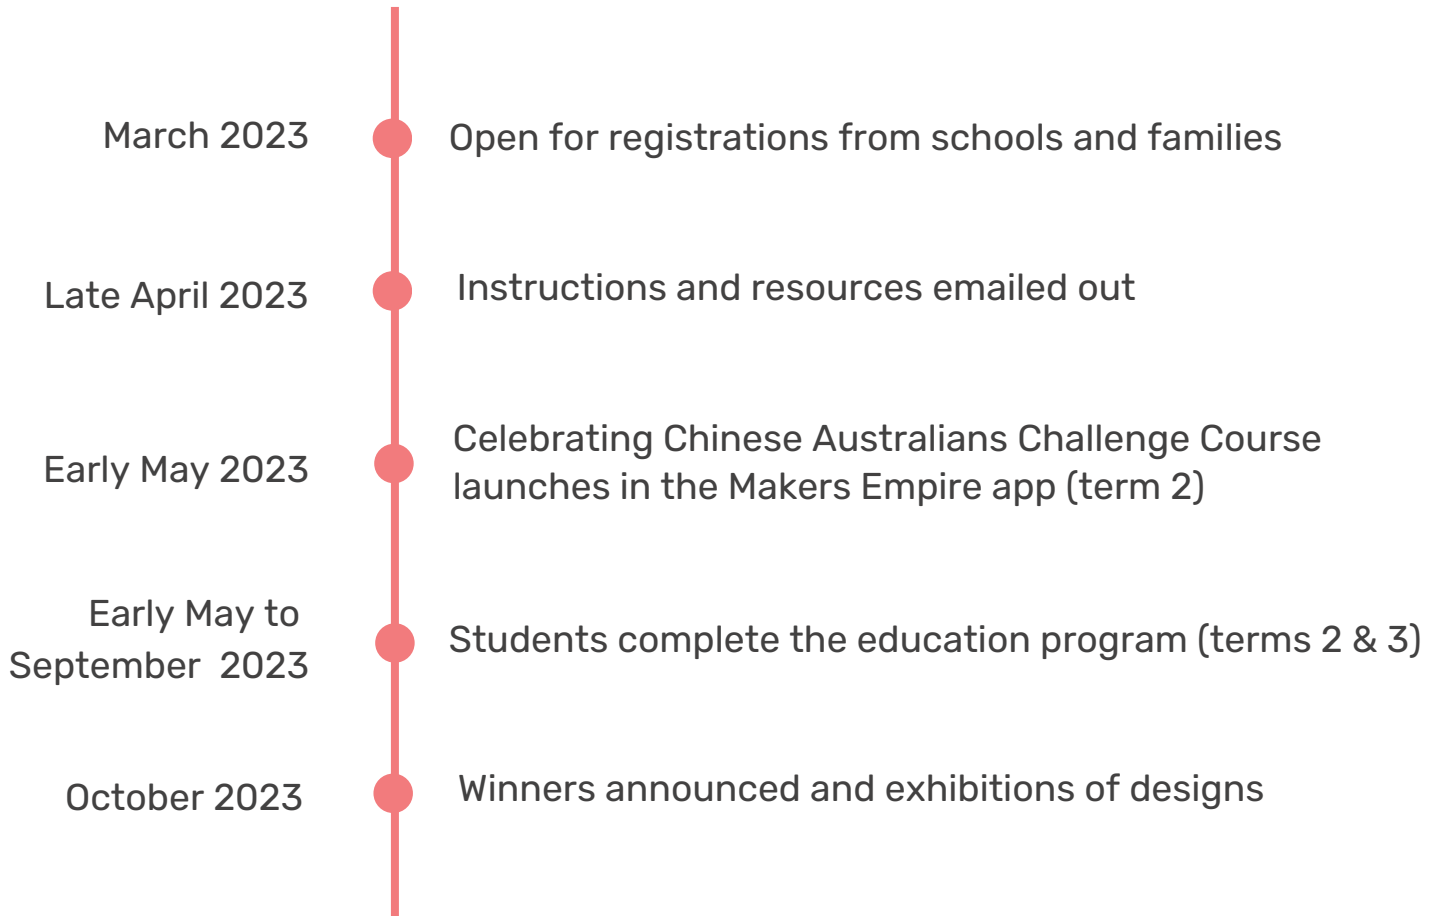 March 2023
Open for registrations from schools and families
Late April 2023
Instructions and resources emailed out
Early May 2023
Celebrating Chinese Australians Challenge Course
launches in the Makers Empire app (term 2)
Early May to
September 2023
Students complete the education program (terms 2 & 3)
October 2023
Winners announced and exhibitions of designs